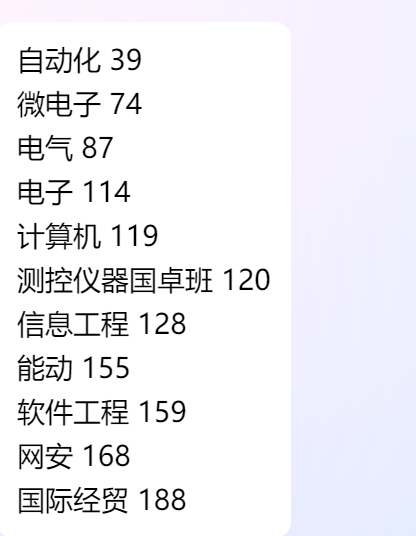 自动化 39
微电子 74
电气 87
电子 114
计算机 119
测控仪器国卓班 120
信息工程 128
能动 155
软件工程 159
网安 168
国际经贸 188